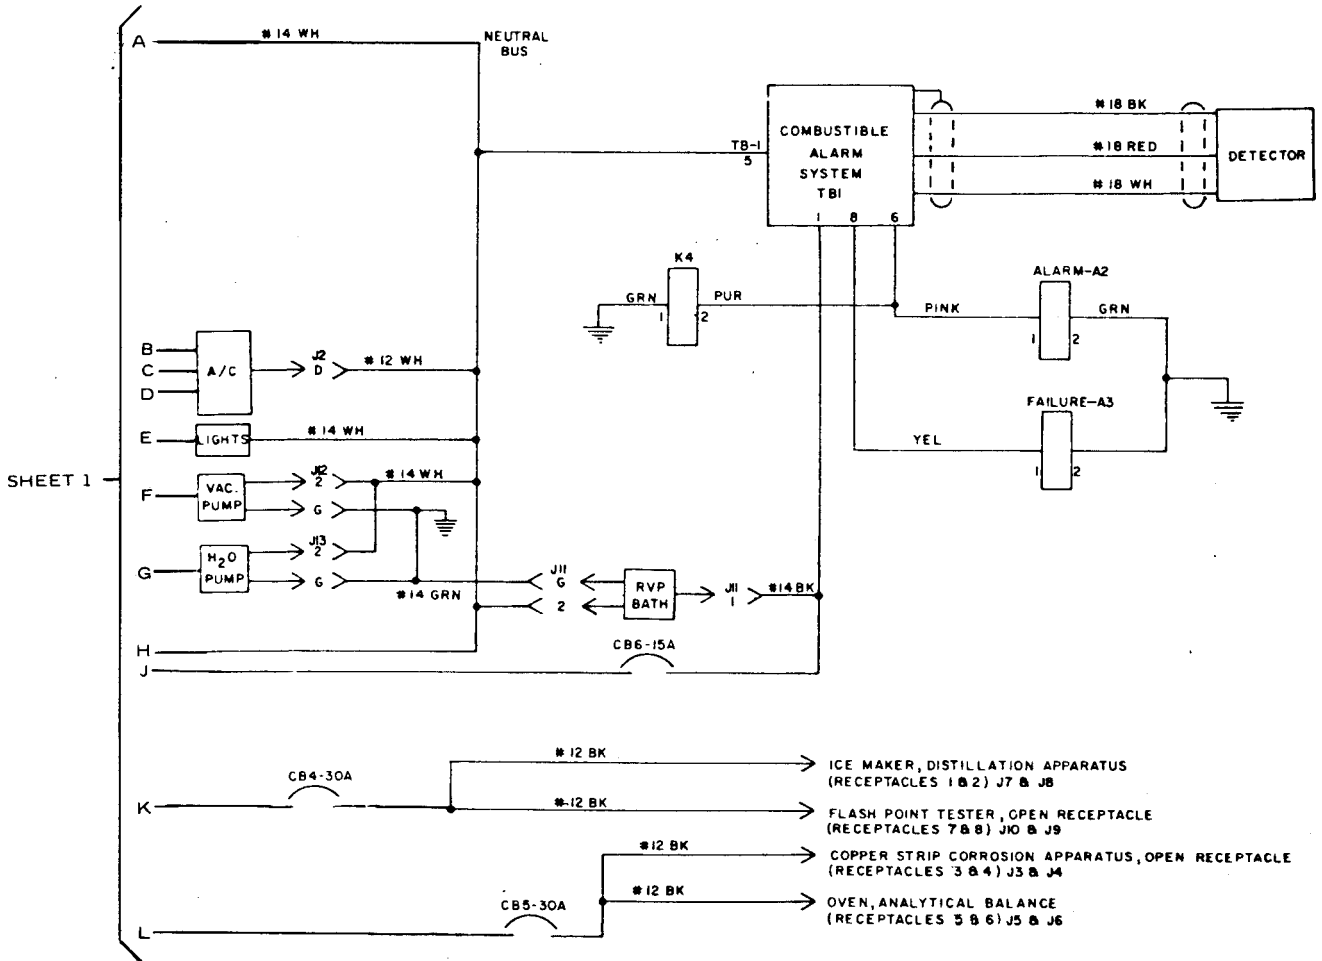 A
#14 WH
NEUTRAL
BUS
TB-1
5
COMBUSTIBLE
ALARM
SYSTEM
TB1
1 8 6
#18 BK
#18 RED
#18 WH
DETECTOR
K4
GRN
1
2
PUR
ALARM-A2
PINK
1
2
GRN
FAILURE-A3
YEL
1
2
B
C
D
A/C
J2
D
#12 WH
E
LIGHTS
#14 WH
SHEET 1
F
VAC.
PUMP
J12
2
#14 WH
G
G
H2O
PUMP
J13
2
G
#14 GRN
J11
G
2
RVP
BATH
J11
1
#14 BK
H
J
CB6-15A
K
CB4-30A
#12 BK
ICE MAKER, DISTILLATION APPARATUS
(RECEPTACLES 1 & 2) J7 & J8
#12 BK
FLASH POINT TESTER, OPEN RECEPTACLE
(RECEPTACLES 7 & 8) J10 & J9
#12 BK
COPPER STRIP CORROSION APPARATUS, OPEN RECEPTACLE
(RECEPTACLES 3 & 4) J3 & J4
#12 BK
OVEN, ANALYTICAL BALANCE
(RECEPTACLES 5 & 6) J5 & J6
L
CB5-30A